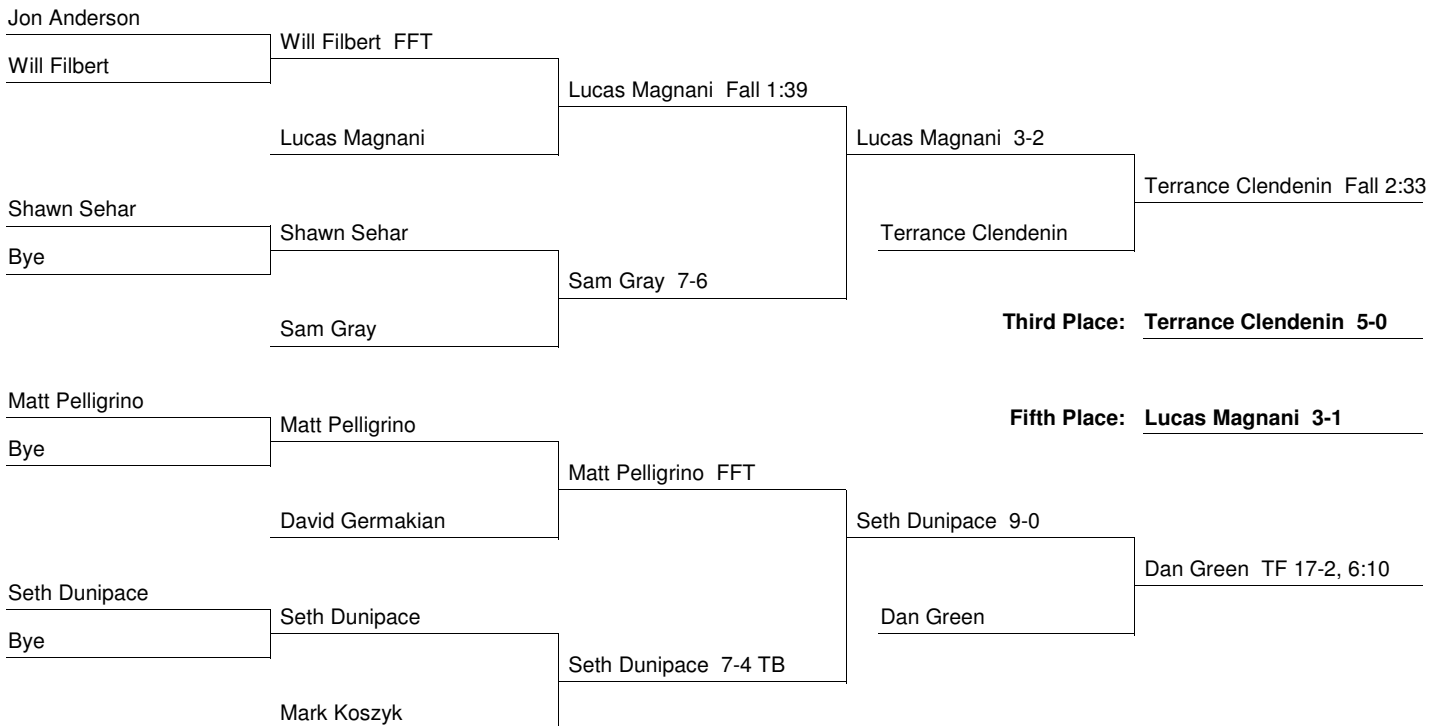 Jon Anderson
Will Filbert FFT
Will Filbert
Lucas Magnani Fall 1:39
Lucas Magnani
Lucas Magnani 3-2
Terrance Clendenin Fall 2:33
Shawn Sehar
Shawn Sehar
Terrance Clendenin
Bye
Sam Gray 7-6
Sam Gray
Third Place: Terrance Clendenin 5-0
Matt Pelligrino
Matt Pelligrino
Fifth Place: Lucas Magnani 3-1
Bye
Matt Pelligrino FFT
David Germakian
Seth Dunipace 9-0
Dan Green TF 17-2, 6:10
Seth Dunipace
Seth Dunipace
Dan Green
Bye
Seth Dunipace 7-4 TB
Mark Koszyk